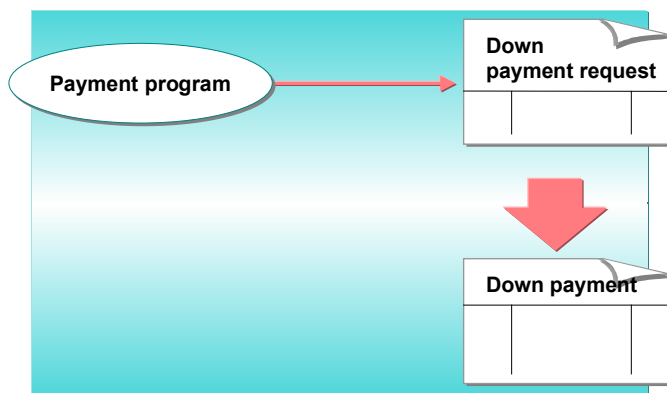 Down
payment request
Payment program
Down payment